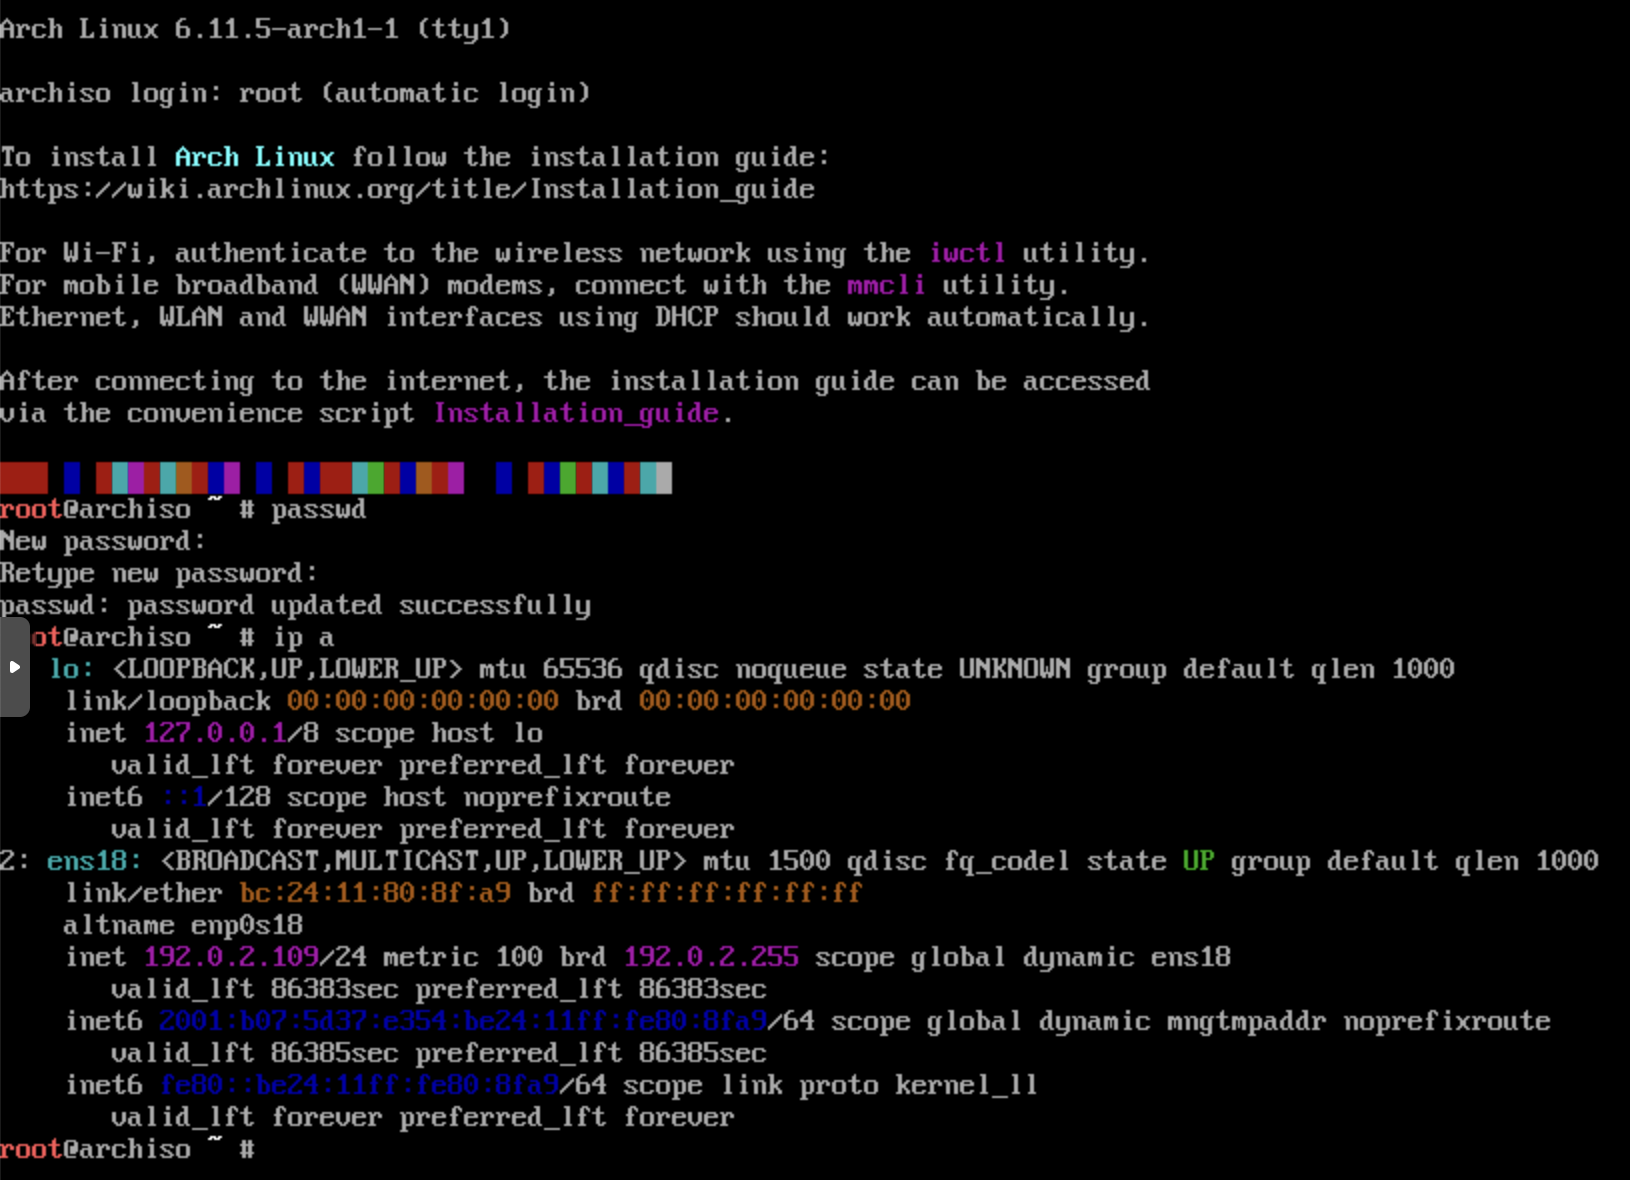 Arch Linux 6.11.5-arch1-1 (tty1)
archiso login: root (automatic login)
To install Arch Linux follow the installation guide:
https://wiki.archlinux.org/title/Installation_guide
For Wi-Fi, authenticate to the wireless network using the iwctl utility.
For mobile broadband (WWAN) modems, connect with the mmcli utility.
Ethernet, WLAN and WWAN interfaces using DHCP should work automatically.
After connecting to the internet, the installation guide can be accessed
via the convenience script Installation_guide.
root@archiso ~ # passwd
New password:
Retype new password:
passwd: password updated successfully
ot@archiso ~ # ip a
lo: <LOOPBACK,UP,LOWER_UP> mtu 65536 qdisc noqueue state UNKNOWN group default qlen 1000
link/loopback 00:00:00:00:00:00 brd 00:00:00:00:00:00
inet 127.0.0.1/8 scope host lo
valid_lft forever preferred_lft forever
inet6 ::1/128 scope host noprefixroute
valid_lft forever preferred_lft forever
2: ens18: <BROADCAST,MULTICAST,UP,LOWER_UP> mtu 1500 qdisc fq_codel state UP group default qlen 1000
link/ether bc:24:11:80:8f:a9 brd ff:ff:ff:ff:ff:ff
altname enp0s18
inet 192.0.2.109/24 metric 100 brd 192.0.2.255 scope global dynamic ens18
valid_lft 86383sec preferred_lft 86383sec
inet6 2001:b07:5d37:e354:be24:11ff:fe80:8fa9/64 scope global dynamic mngtmpaddr noprefixroute
valid_lft 86385sec preferred_lft 86385sec
inet6 fe80::be24:11ff:fe80:8fa9/64 scope link proto kernel_ll
valid_lft forever preferred_lft forever
root@archiso ~ #